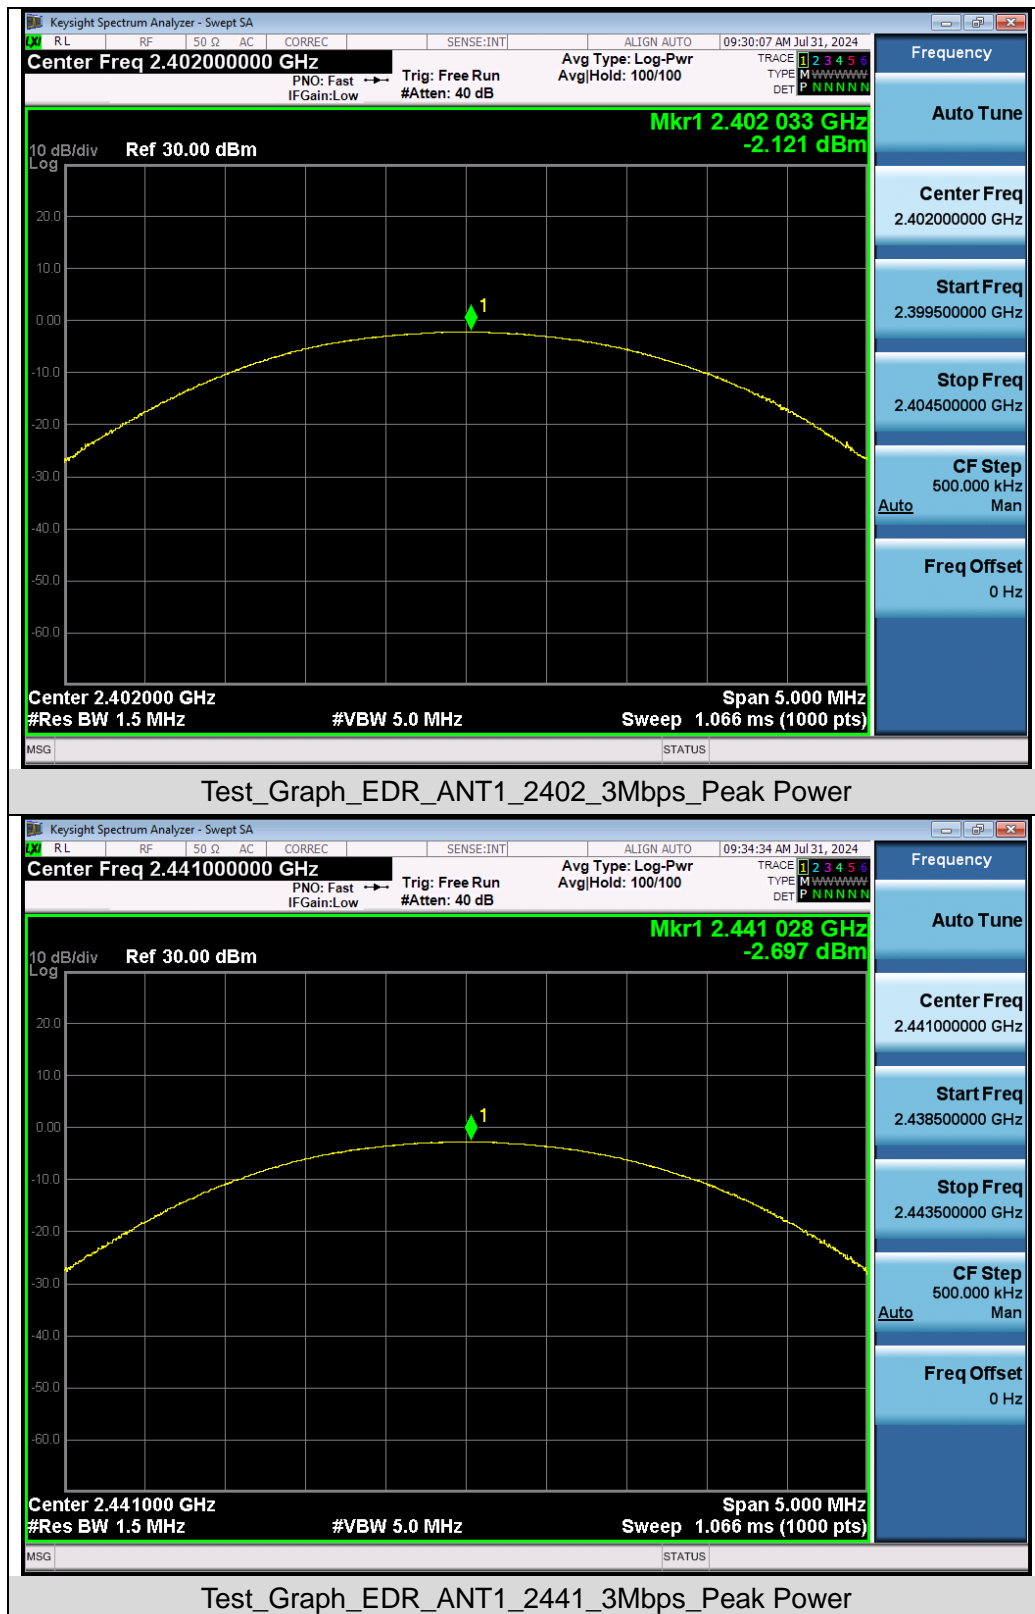 Keysight Spectrum Analyzer - Swept SA
LXI RL RF 50 Ω AC CORREC SENSE:INT ALIGN AUTO 09:30:07 AM Jul 31, 2024
Center Freq 2.402000000 GHz
PNO: Fast
IFGain:Low
Trig: Free Run
#Atten: 40 dB
Avg Type: Log-Pwr
Avg|Hold: 100/100
TRACE 1 2 3 4 5 6
TYPE M WWWWW
DET P N N N N N
Frequency
Mkr1 2.402 033 GHz
-2.121 dBm
10 dB/div Ref 30.00 dBm
Log
20.0
10.0
0.00
-10.0
-20.0
-30.0
-40.0
-50.0
-60.0
1
Center 2.402000 GHz Span 5.000 MHz
#Res BW 1.5 MHz #VBW 5.0 MHz Sweep 1.066 ms (1000 pts)
Auto Tune
Center Freq
2.402000000 GHz
Start Freq
2.399500000 GHz
Stop Freq
2.404500000 GHz
CF Step
500.000 kHz
Auto Man
Freq Offset
0 Hz
MSG STATUS
Test_Graph_EDR_ANT1_2402_3Mbps_Peak Power
Keysight Spectrum Analyzer - Swept SA
LXI RL RF 50 Ω AC CORREC SENSE:INT ALIGN AUTO 09:34:34 AM Jul 31, 2024
Center Freq 2.441000000 GHz
PNO: Fast
IFGain:Low
Trig: Free Run
#Atten: 40 dB
Avg Type: Log-Pwr
Avg|Hold: 100/100
TRACE 1 2 3 4 5 6
TYPE M WWWWW
DET P N N N N N
Frequency
Mkr1 2.441 028 GHz
-2.697 dBm
10 dB/div Ref 30.00 dBm
Log
20.0
10.0
0.00
-10.0
-20.0
-30.0
-40.0
-50.0
-60.0
1
Center 2.441000 GHz Span 5.000 MHz
#Res BW 1.5 MHz #VBW 5.0 MHz Sweep 1.066 ms (1000 pts)
Auto Tune
Center Freq
2.441000000 GHz
Start Freq
2.438500000 GHz
Stop Freq
2.443500000 GHz
CF Step
500.000 kHz
Auto Man
Freq Offset
0 Hz
MSG STATUS
Test_Graph_EDR_ANT1_2441_3Mbps_Peak Power